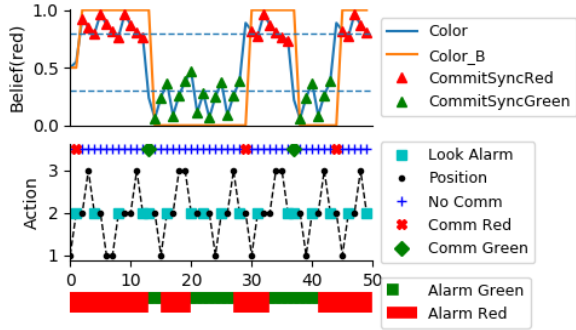 1.0
0.5
0.0
Belief(red)
Color
Color_B
CommitSyncRed
CommitSyncGreen
3
2
1
Action
Look Alarm
Position
No Comm
Comm Red
Comm Green
0 10 20 30 40 50
Alarm Green
Alarm Red